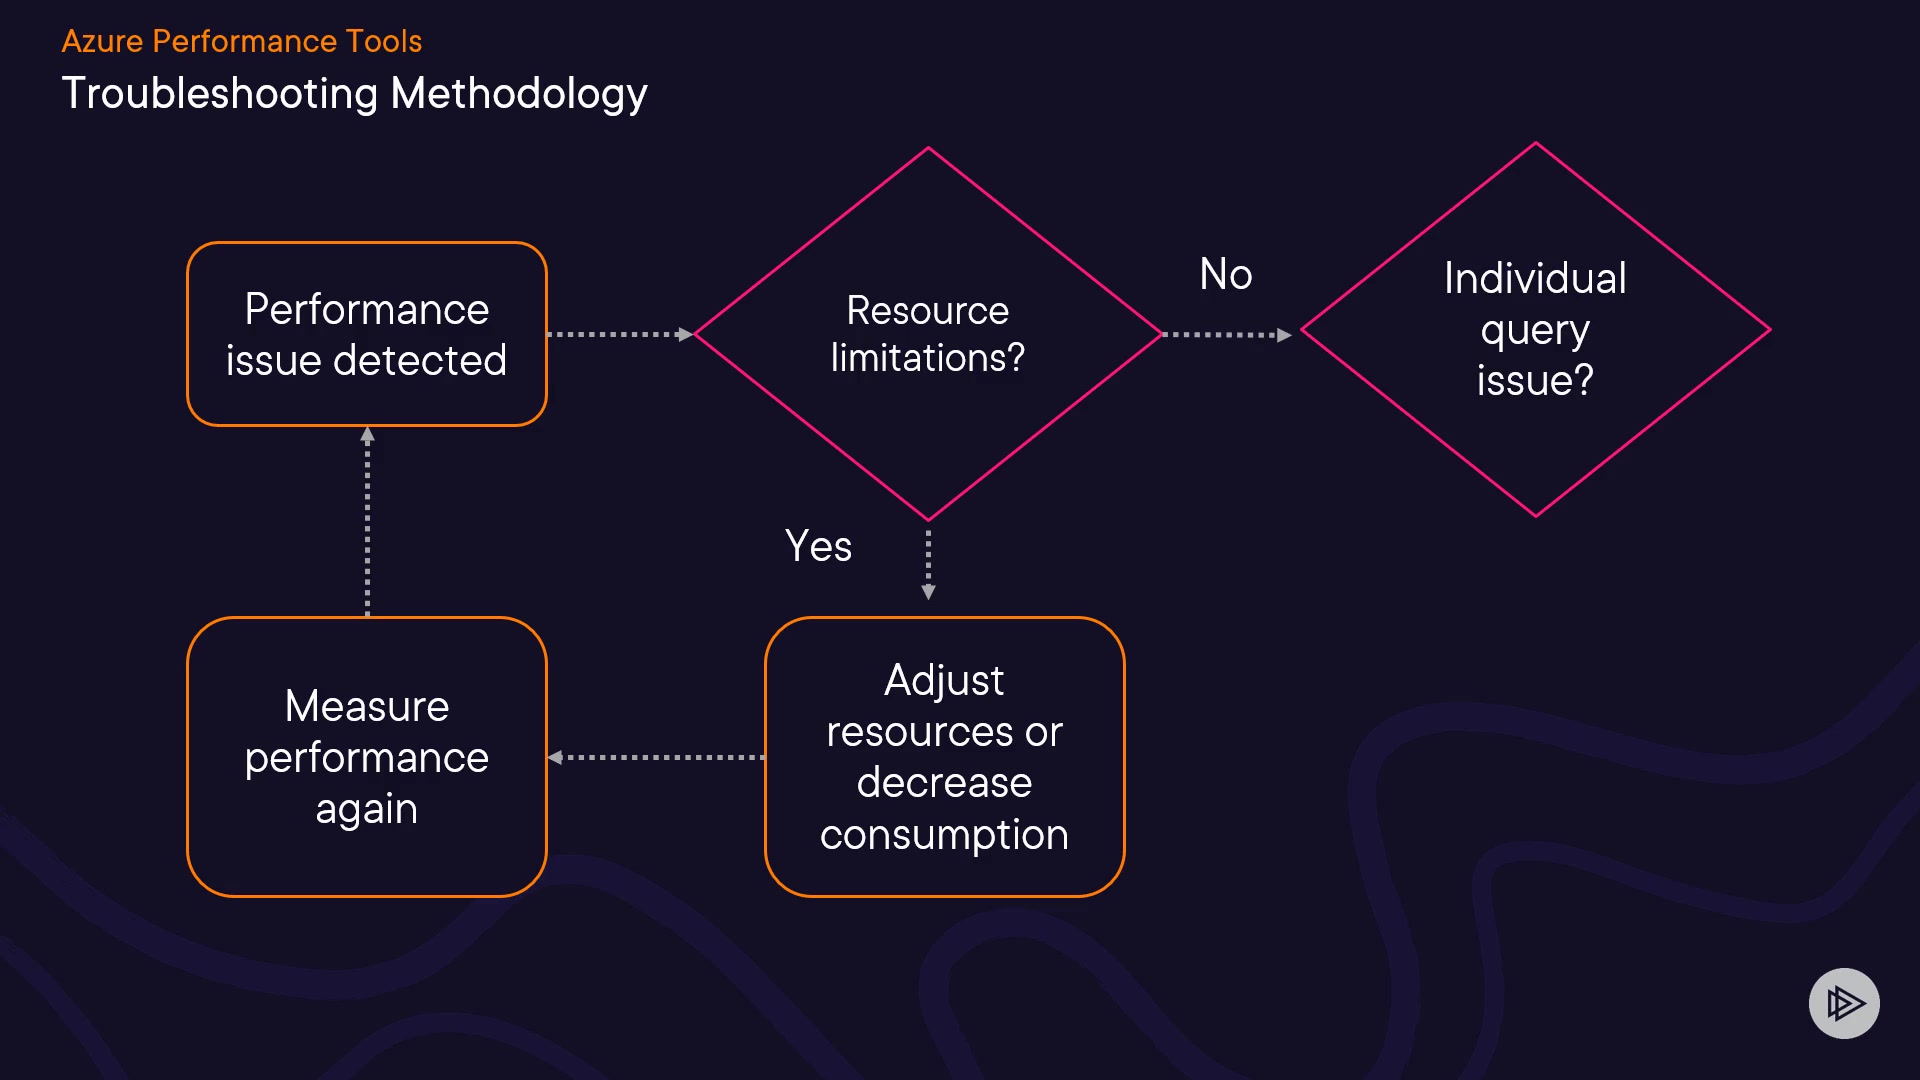 Azure Performance Tools
Troubleshooting Methodology
Performance
issue detected
Resource
limitations?
No
Individual
query
issue?
Yes
Adjust
resources or
decrease
consumption
Measure
performance
again